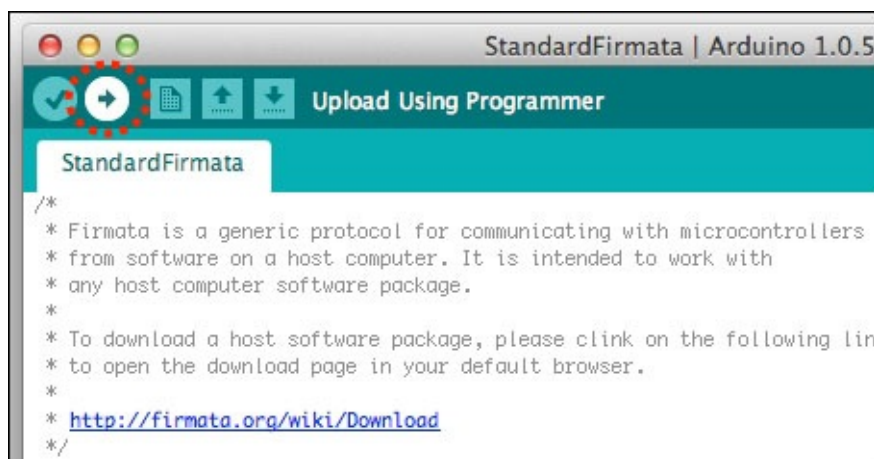 StandardFirmata | Arduino 1.0.5
Upload Using Programmer
StandardFirmata
/*
* Firmata is a generic protocol for communicating with microcontrollers
* from software on a host computer. It is intended to work with
* any host computer software package.
*
* To download a host software package, please clink on the following lin
* to open the download page in your default browser.
*
* http://firmata.org/wiki/Download
*/